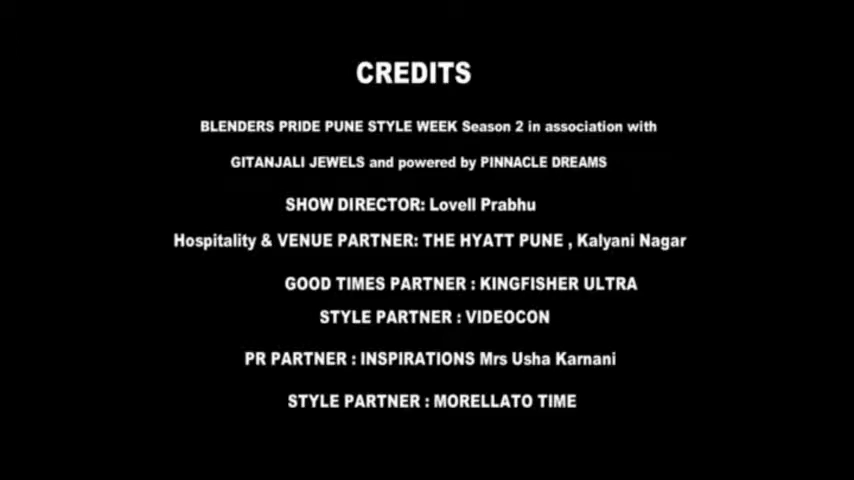 CREDITS
BLENDERS PRIDE PUNE STYLE WEEK Season 2 in association with
GITANJALI JEWELS and powered by PINNACLE DREAMS
SHOW DIRECTOR: Lovell Prabhu
Hospitality & VENUE PARTNER: THE HYATT PUNE , Kalyani Nagar
GOOD TIMES PARTNER : KINGFISHER ULTRA
STYLE PARTNER : VIDEOCON
PR PARTNER : INSPIRATIONS Mrs Usha Karnani
STYLE PARTNER : MORELLATO TIME